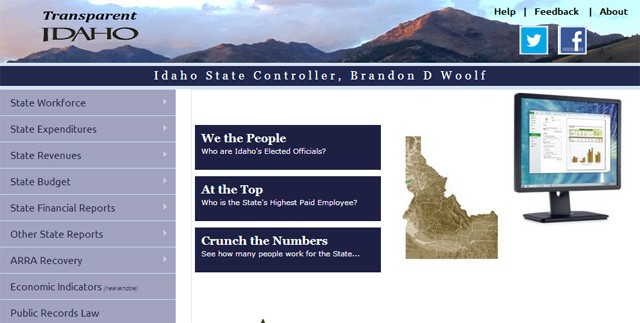 Transparent
IDAHO
Help | Feedback | About
Idaho State Controller, Brandon D Woolf
State Workforce
State Expenditures
State Revenues
State Budget
State Financial Reports
Other State Reports
ARRA Recovery
Economic Indicators (new window)
Public Records Law
We the People
Who are Idaho's Elected Officials?
At the Top
Who is the State's Highest Paid Employee?
Crunch the Numbers
See how many people work for the State...